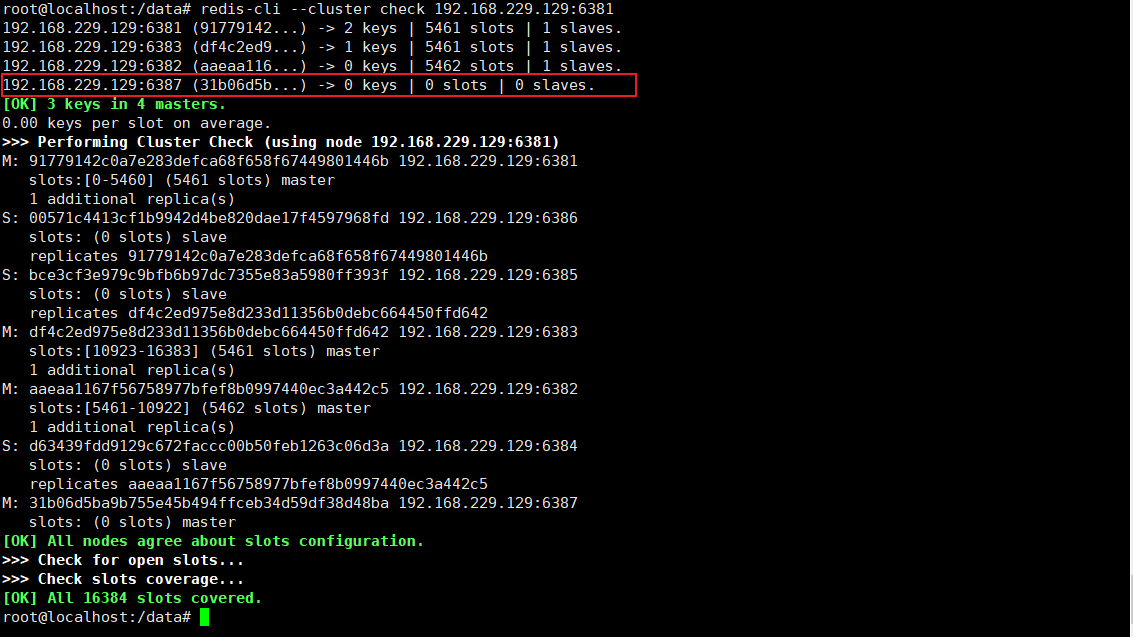 root@localhost:/data# redis-cli --cluster check 192.168.229.129:6381
192.168.229.129:6381 (91779142...) -> 2 keys | 5461 slots | 1 slaves.
192.168.229.129:6383 (df4c2ed9...) -> 1 keys | 5461 slots | 1 slaves.
192.168.229.129:6382 (aaeaa116...) -> 0 keys | 5462 slots | 1 slaves.
192.168.229.129:6387 (31b06d5b...) -> 0 keys | 0 slots | 0 slaves.
[OK] 3 keys in 4 masters.
0.00 keys per slot on average.
>>> Performing Cluster Check (using node 192.168.229.129:6381)
M: 91779142c0a7e283defca68f658f67449801446b 192.168.229.129:6381
   slots:[0-5460] (5461 slots) master
   1 additional replica(s)
S: 00571c4413cf1b9942d4be820dae17f4597968fd 192.168.229.129:6386
   slots: (0 slots) slave
   replicates 91779142c0a7e283defca68f658f67449801446b
S: bce3cf3e979c9bfb6b97dc7355e83a5980ff393f 192.168.229.129:6385
   slots: (0 slots) slave
   replicates df4c2ed975e8d233d11356b0debc664450ffd642
M: df4c2ed975e8d233d11356b0debc664450ffd642 192.168.229.129:6383
   slots:[10923-16383] (5461 slots) master
   1 additional replica(s)
M: aaeaa1167f56758977bfef8b0997440ec3a442c5 192.168.229.129:6382
   slots:[5461-10922] (5462 slots) master
   1 additional replica(s)
S: d63439fdd9129c672faccc00b50feb1263c06d3a 192.168.229.129:6384
   slots: (0 slots) slave
   replicates aaeaa1167f56758977bfef8b0997440ec3a442c5
M: 31b06d5ba9b755e45b494ffceb34d59df38d48ba 192.168.229.129:6387
   slots: (0 slots) master
[OK] All nodes agree about slots configuration.
>>> Check for open slots...
>>> Check slots coverage...
[OK] All 16384 slots covered.
root@localhost:/data#